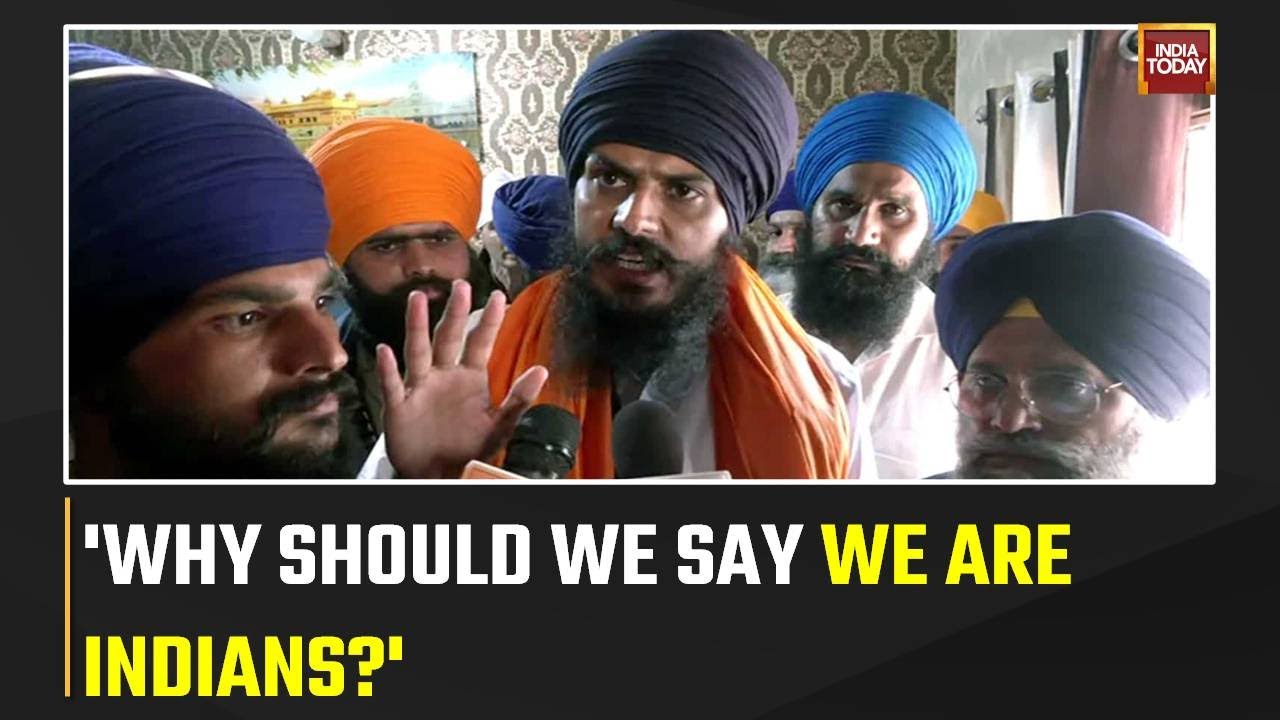 INDIA
TODAY
'WHY SHOULD WE SAY WE ARE
INDIANS?'